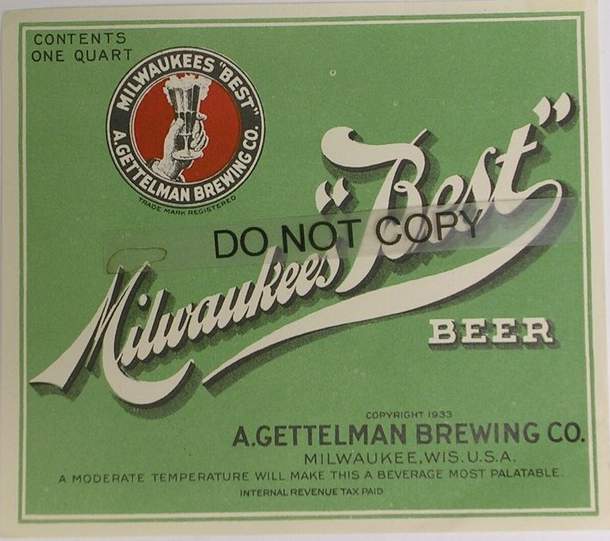 CONTENTS
ONE QUART
MILWAUKEES "BEST"
A. GETTELMAN BREWING CO.
TRADE MARK REGISTERED
Milwaukees "Best"
DO NOT COPY
BEER
COPYRIGHT 1933
A. GETTELMAN BREWING CO.
MILWAUKEE, WIS. U.S.A.
A MODERATE TEMPERATURE WILL MAKE THIS A BEVERAGE MOST PALATABLE.
INTERNAL REVENUE TAX PAID